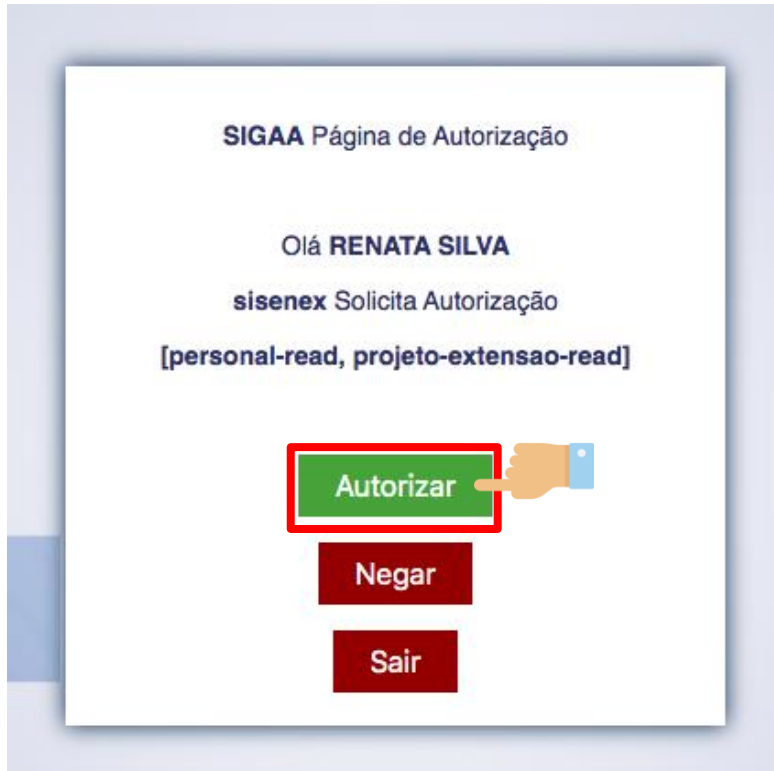 SIGAA Página de Autorização
Olá RENATA SILVA
sisenex Solicita Autorização
[personal-read, projeto-extensao-read]
Autorizar
Negar
Sair